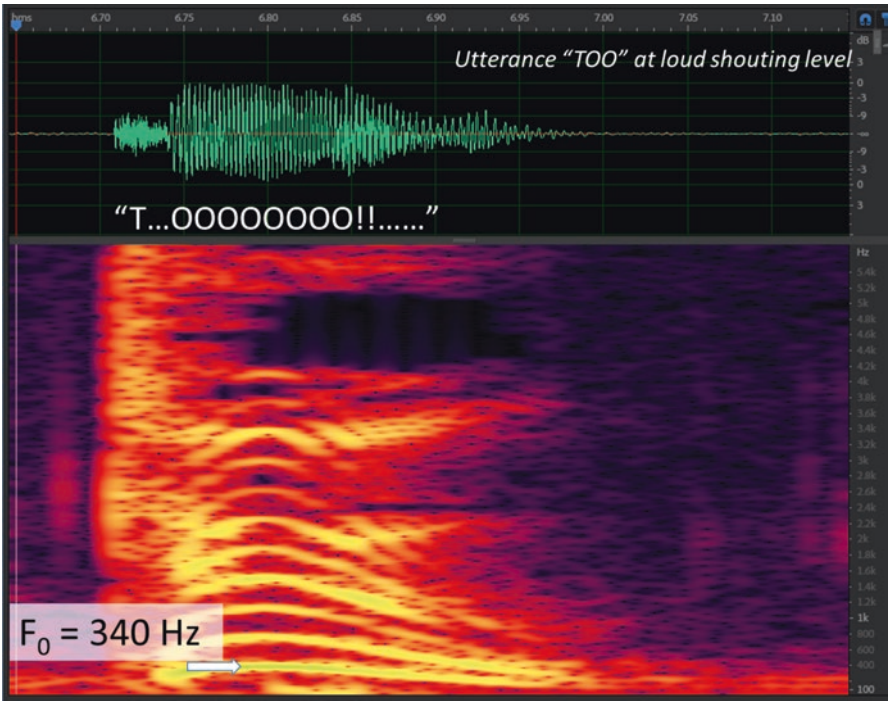 hms 6.70 6.75 6.80 6.85 6.90 6.95 7.00 7.05 7.10
dB
Utterance “TOO” at loud shouting level
3
0
-3
-9
-∞
-9
-3
0
3
“T...OOOOOOOOO!!......”
Hz
5.4k
5.2k
5k
4.8k
4.6k
4.4k
4.2k
4k
3.8k
3.6k
3.4k
3.2k
3k
2.8k
2.6k
2.4k
2.2k
2k
1.8k
1.6k
1.4k
1.2k
1k
800
600
400
100
F0 = 340 Hz